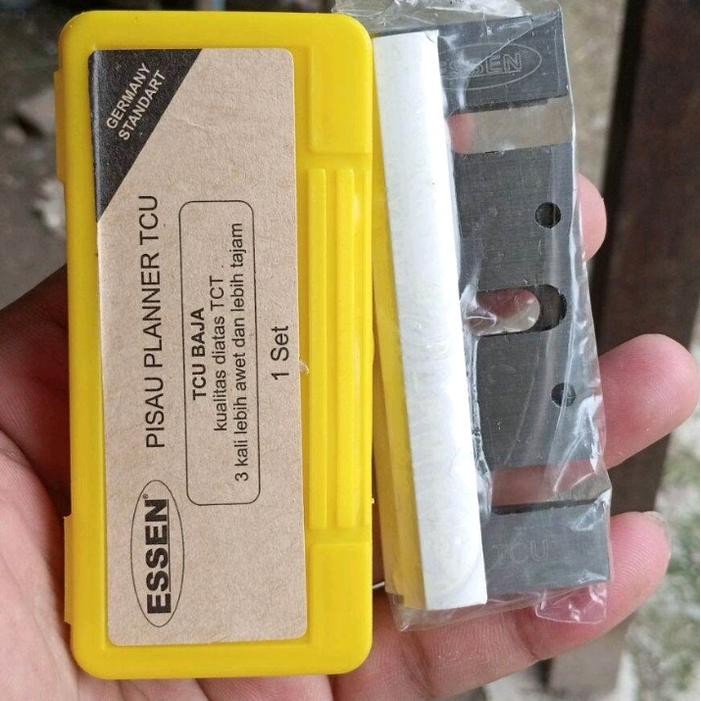 GERMANY
STANDART
ESSEN®
PISAU PLANNER TCU
TCU BAJA
kualitas diatas TCT
3 kali lebih awet dan lebih tajam
1 Set
ESSEN
TCU